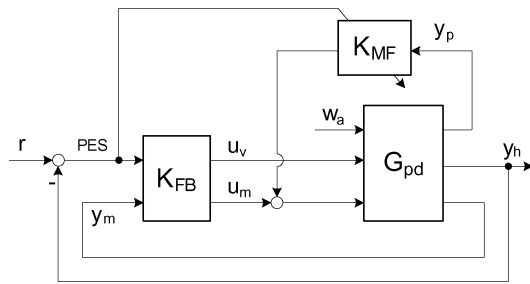 K_MF
y_p
w_a
r
-
PES
K_FB
u_v
u_m
y_m
G_pd
y_h